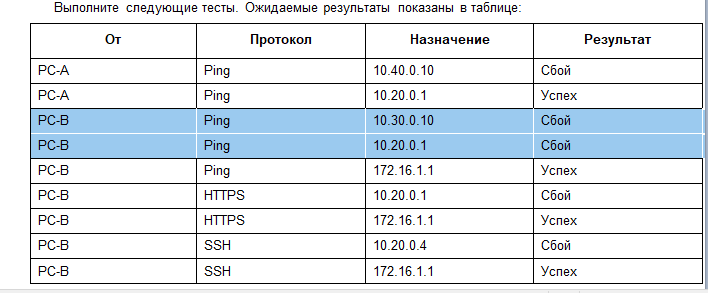 Выполните следующие тесты. Ожидаемые результаты показаны в таблице:
От Протокол Назначение Результат
PC-A Ping 10.40.0.10 Сбой
PC-A Ping 10.20.0.1 Успех
PC-B Ping 10.30.0.10 Сбой
PC-B Ping 10.20.0.1 Сбой
PC-B Ping 172.16.1.1 Успех
PC-B HTTPS 10.20.0.1 Сбой
PC-B HTTPS 172.16.1.1 Успех
PC-B SSH 10.20.0.4 Сбой
PC-B SSH 172.16.1.1 Успех